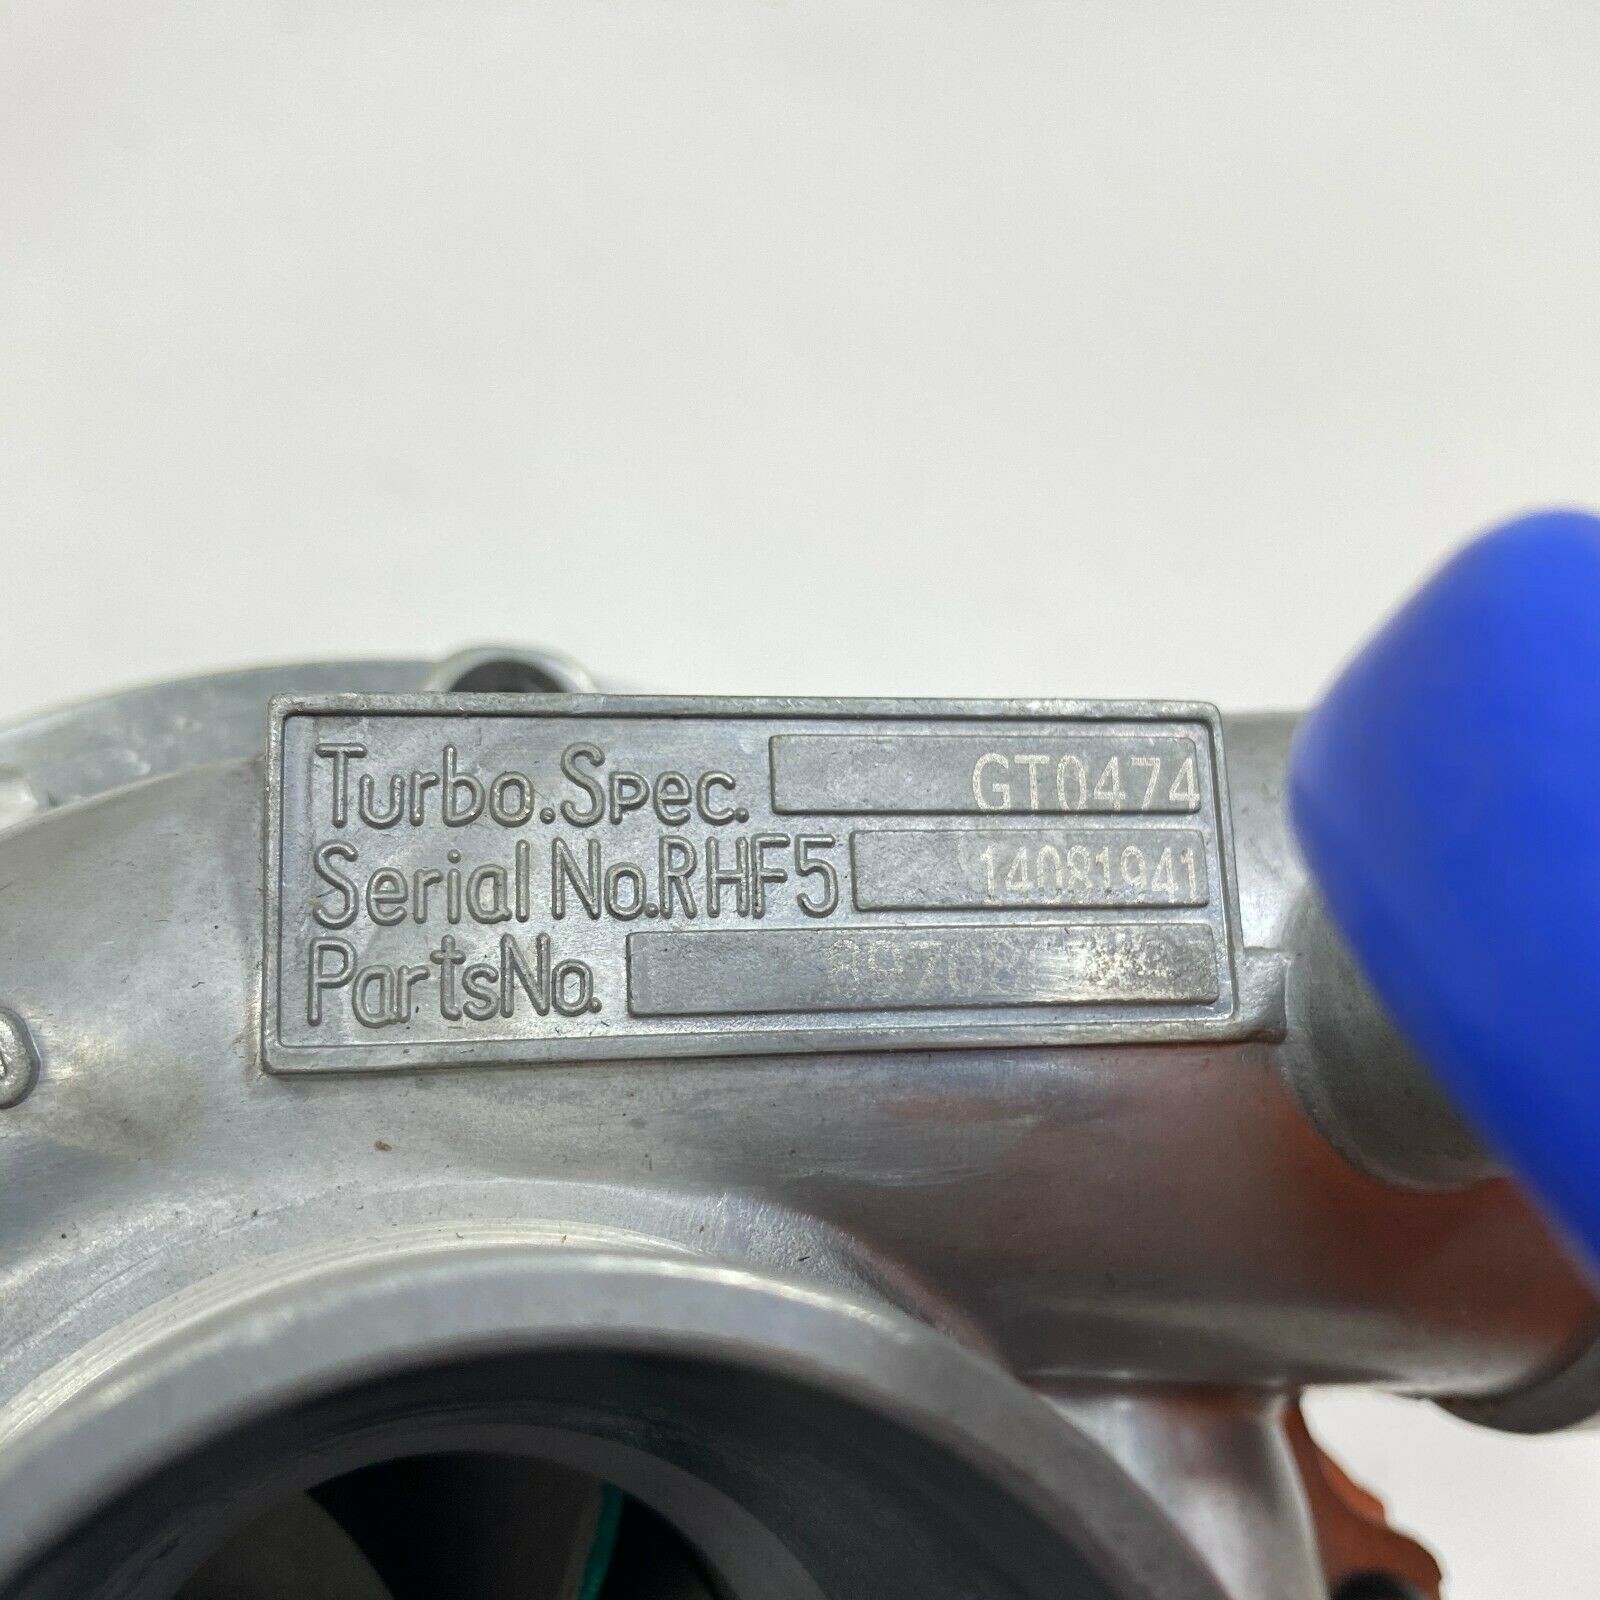 Turbo.Spec. GT0474
Serial No.RHF5 14081941
PartsNo.